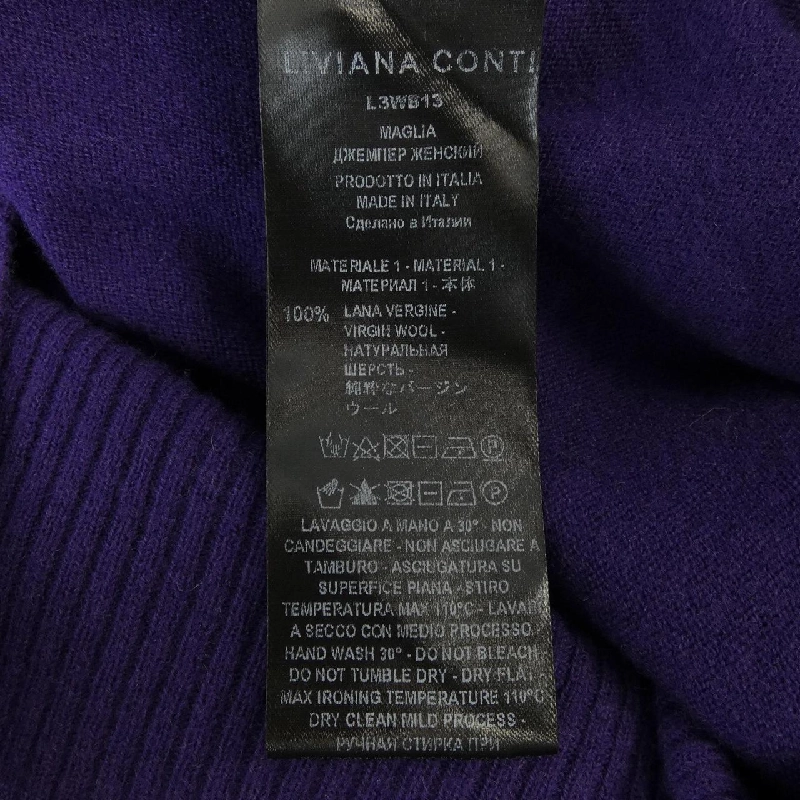 LIVIANA CONTI
L3WB13
MAGLIA
ДЖЕМПЕР ЖЕНСКИЙ
PRODOTTO IN ITALIA
MADE IN ITALY
Сделано в Италии
MATERIALE 1 - MATERIAL 1 -
МАТЕРИАЛ 1 - 本体
100% LANA VERGINE -
VIRGIN WOOL -
НАТУРАЛЬНАЯ
ШЕРСТЬ -
純粋なバージン
ウール
LAVAGGIO A MANO A 30° - NON
CANDEGGIARE - NON ASCIUGARE A
TAMBURO - ASCIUGATURA SU
SUPERFICE PIANA - STIRO
TEMPERATURA MAX 110°C - LAVARE
A SECCO CON MEDIO PROCESSO
HAND WASH 30° - DO NOT BLEACH
DO NOT TUMBLE DRY - DRY FLAT -
MAX IRONING TEMPERATURE 110°C
DRY CLEAN MILD PROCESS -
РУЧНАЯ СТИРКА ПРИ